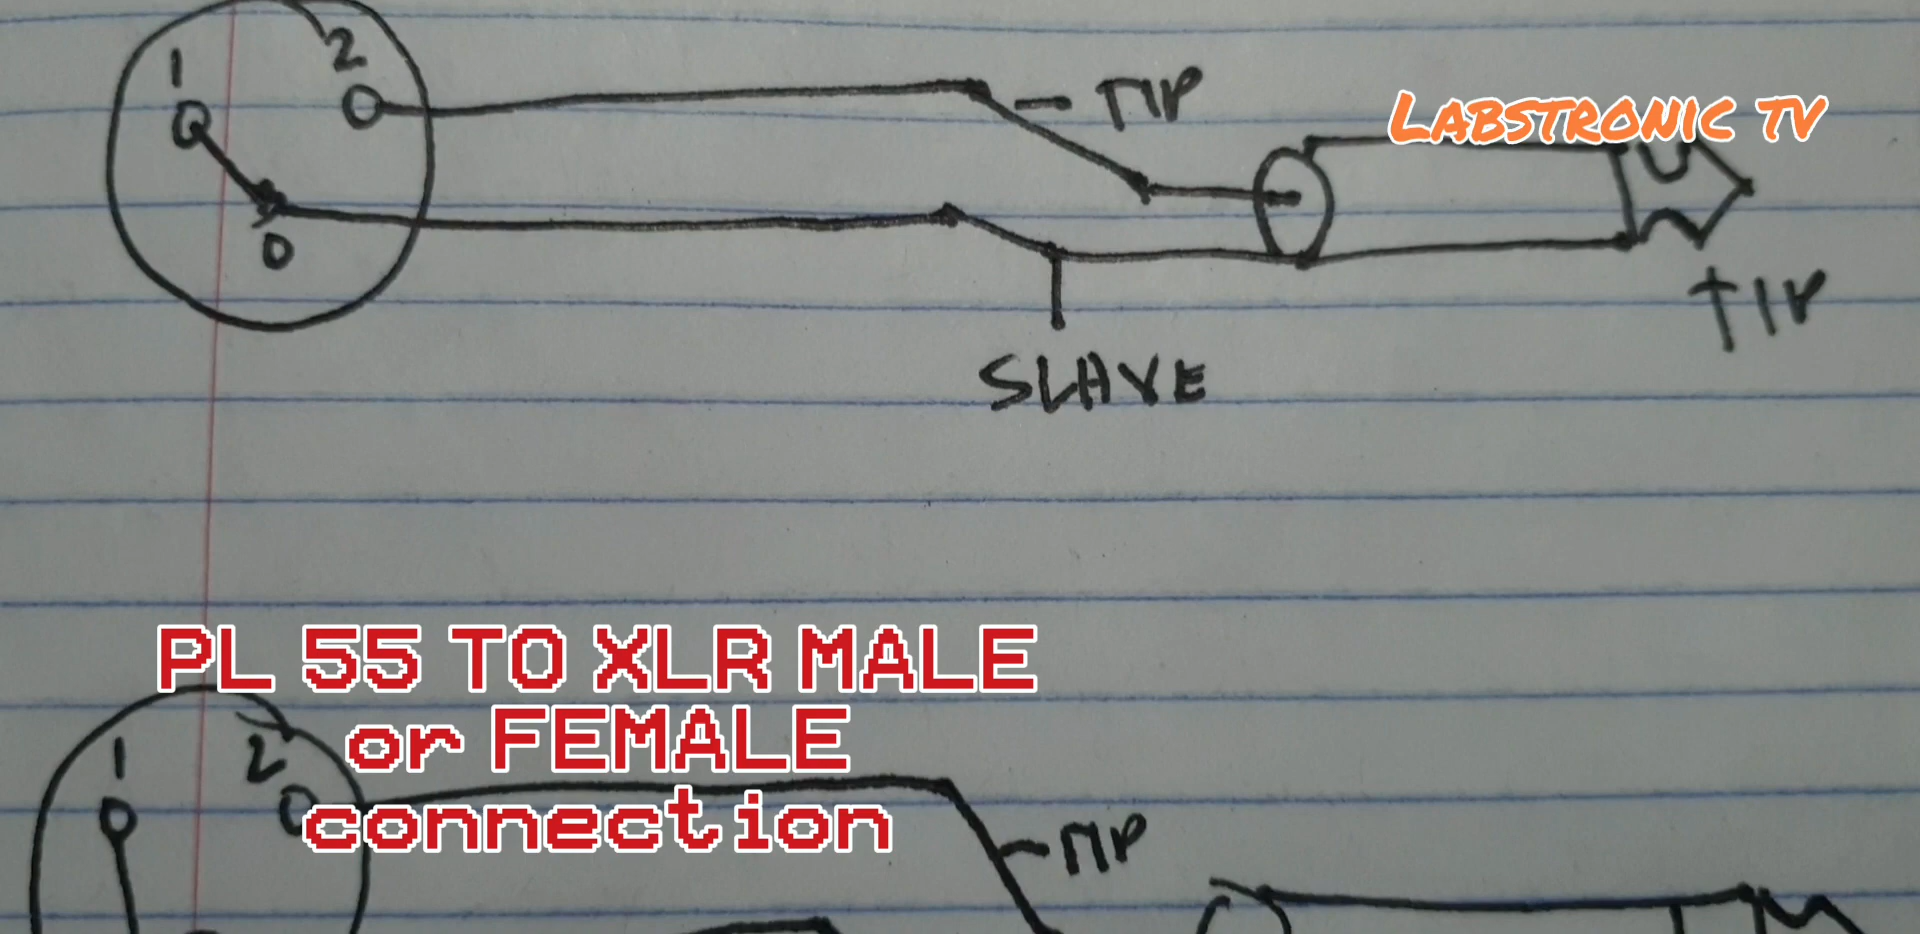 1
2
TIP
Labstronic tv
0
TIP
SLAVE
PL 55 TO XLR MALE
or FEMALE
connection
1
2
TIP